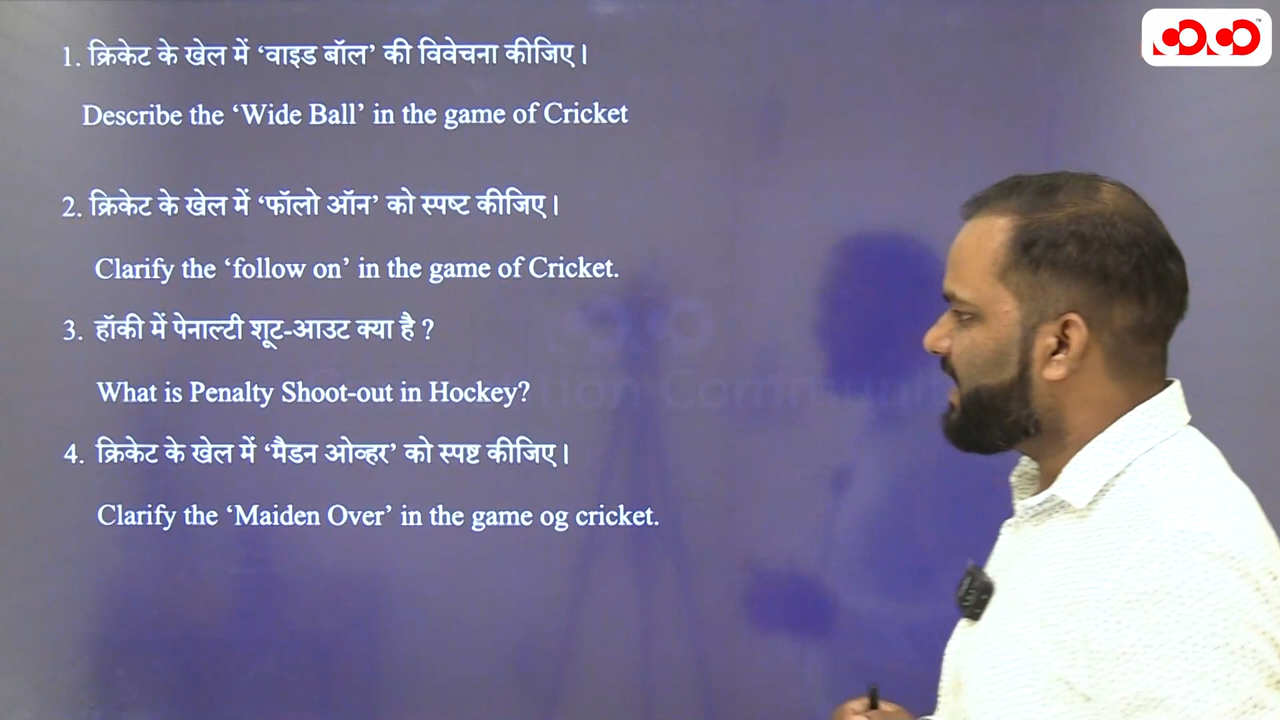 1. क्रिकेट के खेल में ‘वाइड बॉल’ की विवेचना कीजिए।
Describe the ‘Wide Ball’ in the game of Cricket
2. क्रिकेट के खेल में ‘फॉलो ऑन’ को स्पष्ट कीजिए।
Clarify the ‘follow on’ in the game of Cricket.
3. हॉकी में पेनाल्टी शूट-आउट क्या है ?
What is Penalty Shoot-out in Hockey?
4. क्रिकेट के खेल में ‘मैडन ओव्हर’ को स्पष्ट कीजिए।
Clarify the ‘Maiden Over’ in the game og cricket.